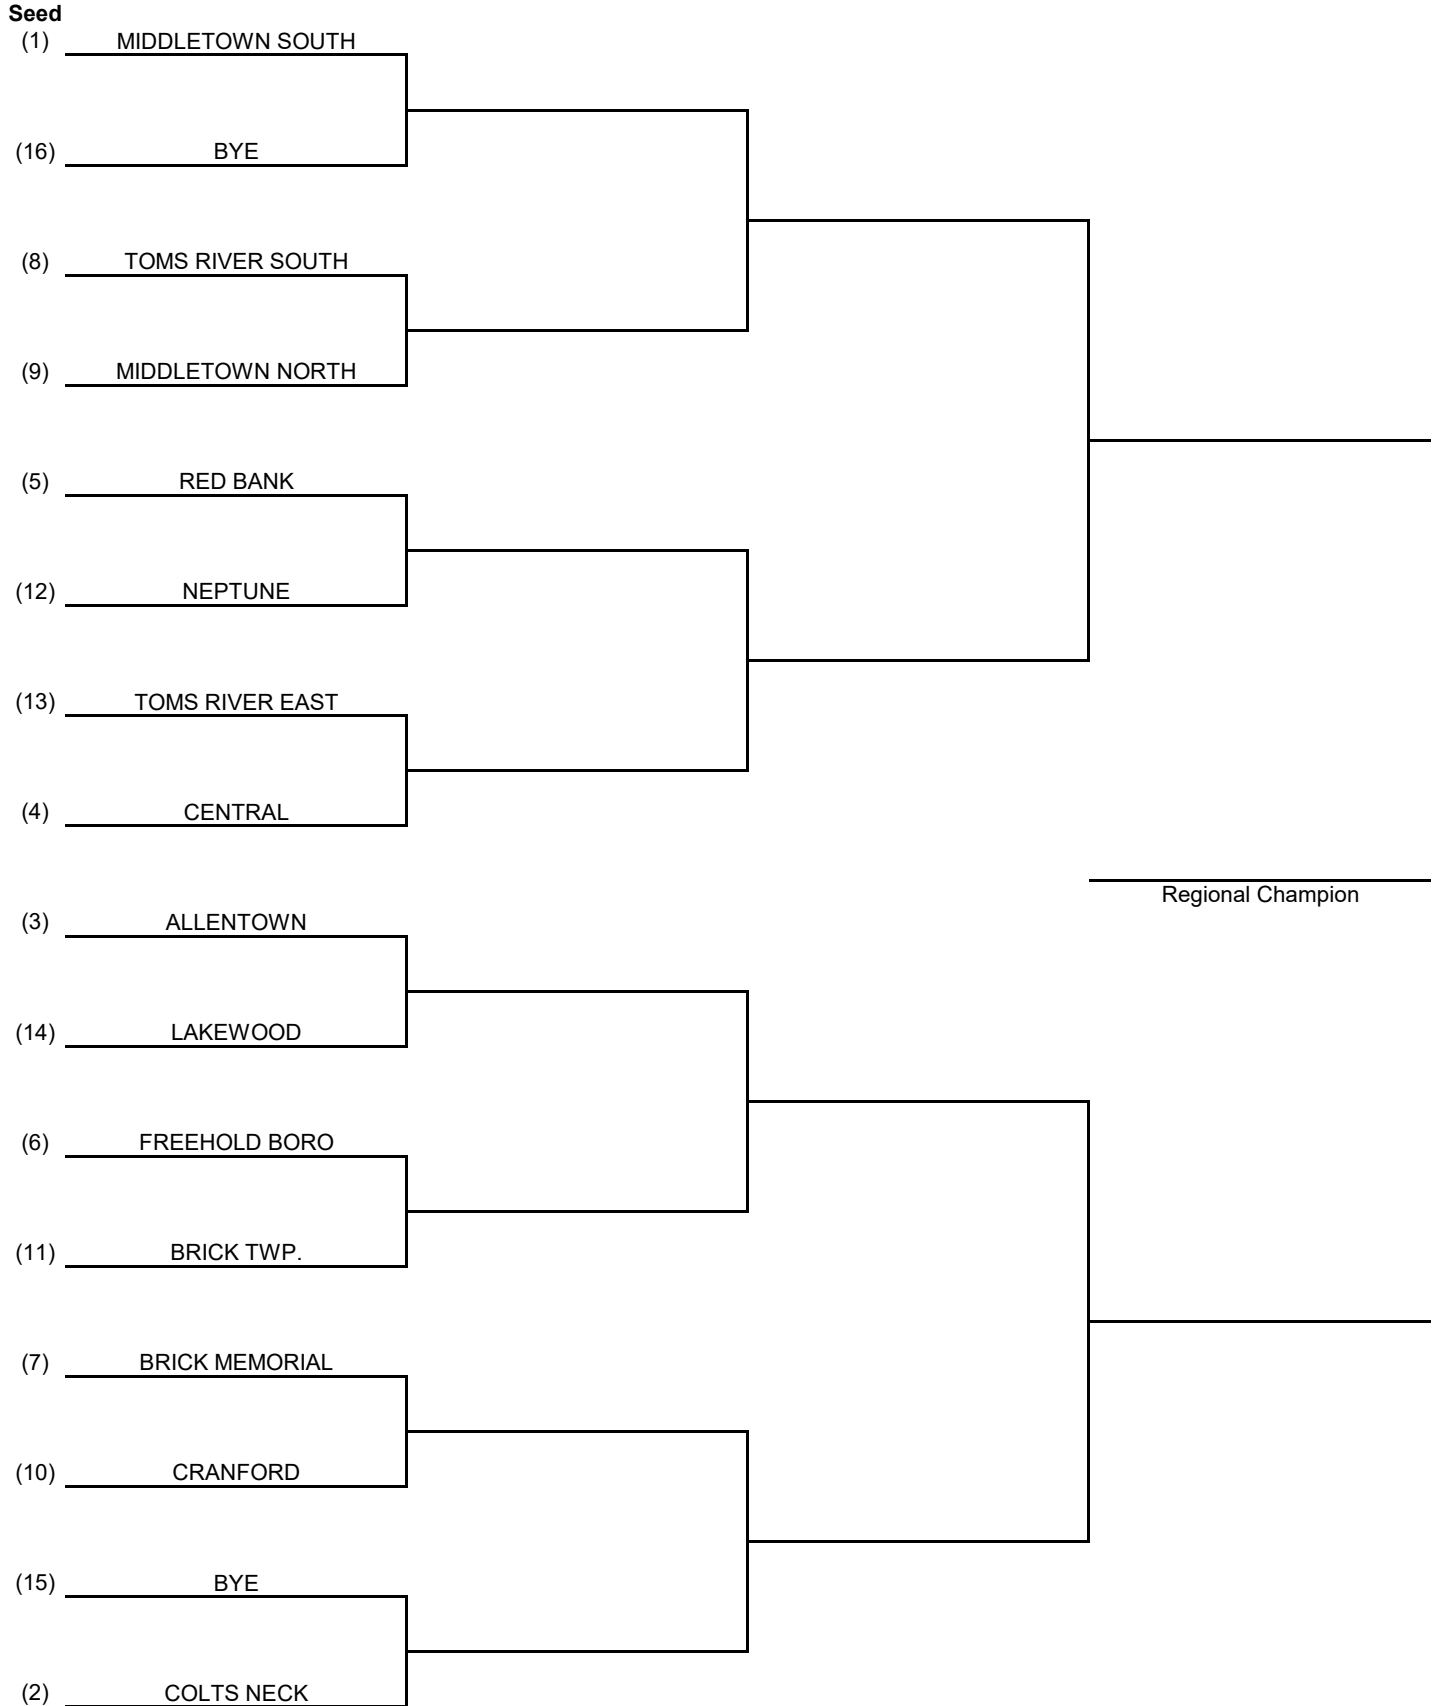 Seed
(1) MIDDLETOWN SOUTH
(16) BYE
(8) TOMS RIVER SOUTH
(9) MIDDLETOWN NORTH
(5) RED BANK
(12) NEPTUNE
(13) TOMS RIVER EAST
(4) CENTRAL
Regional Champion
(3) ALLENTOWN
(14) LAKEWOOD
(6) FREEHOLD BORO
(11) BRICK TWP.
(7) BRICK MEMORIAL
(10) CRANFORD
(15) BYE
(2) COLTS NECK